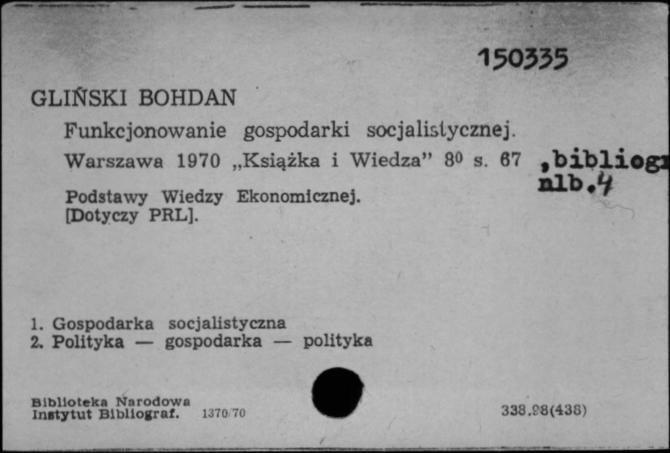 150335
GLIŃSKI BOHDAN
Funkcjonowanie gospodarki socjalistycznej.
Warszawa 1970 „Książka i Wiedza” 8⁰ s. 67 ,bibliogr
nlb.4
Podstawy Wiedzy Ekonomicznej.
[Dotyczy PRL].
1. Gospodarka socjalistyczna
2. Polityka — gospodarka — polityka
Biblioteka Narodowa
Instytut Bibliograf. 1370/70
338.98(438)